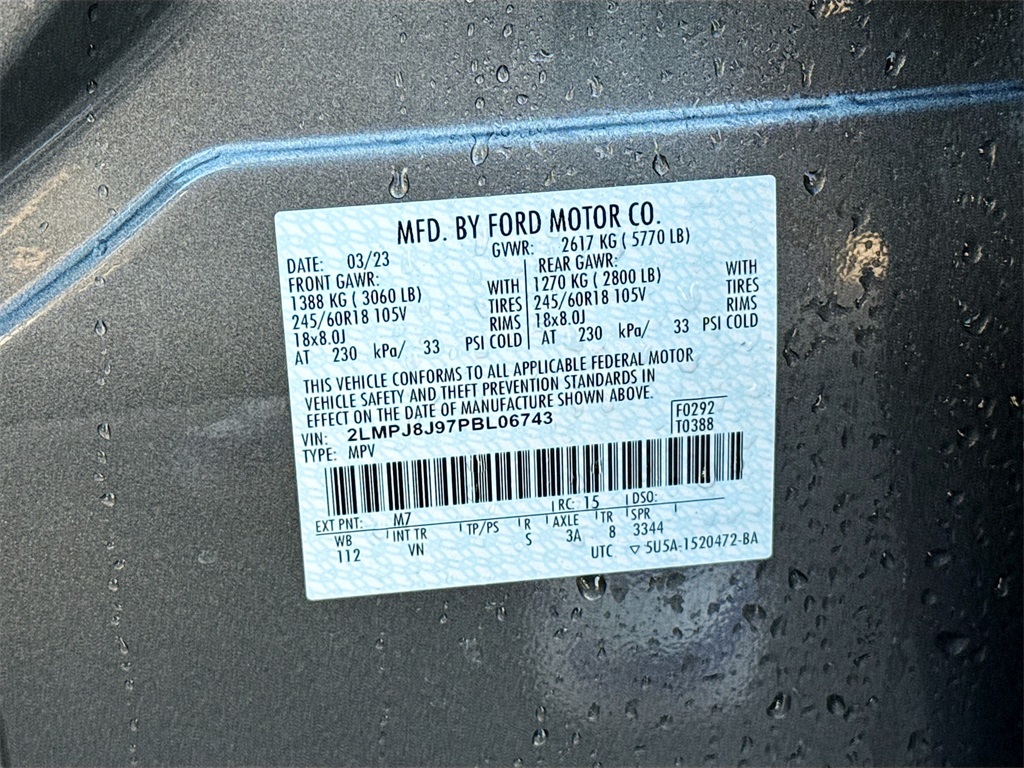 MFD. BY FORD MOTOR CO.
DATE: 03/23 GVWR: 2617 KG ( 5770 LB)
FRONT GAWR: REAR GAWR:
1388 KG ( 3060 LB) WITH 1270 KG ( 2800 LB) WITH
245/60R18 105V TIRES 245/60R18 105V TIRES
18x8.0J RIMS 18x8.0J RIMS
AT 230 kPa/ 33 PSI COLD AT 230 kPa/ 33 PSI COLD
THIS VEHICLE CONFORMS TO ALL APPLICABLE FEDERAL MOTOR
VEHICLE SAFETY AND THEFT PREVENTION STANDARDS IN
EFFECT ON THE DATE OF MANUFACTURE SHOWN ABOVE.
VIN: 2LMPJ8J97PBL06743 F0292
TYPE: MPV T0388
EXT PNT: M7 RC: 15 DSO:
WB INT TR TP/PS R AXLE TR SPR
112 VN S 3A 8 3344
UTC ▽ 5U5A-1520472-BA